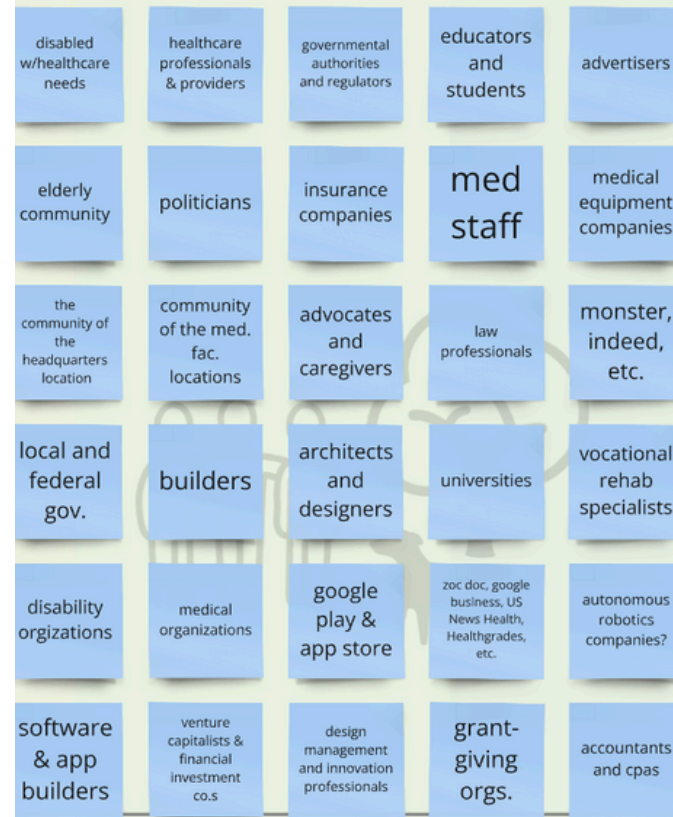 disabled
w/healthcare
needs
healthcare
professionals
& providers
governmental
authorities
and regulators
educators
and
students
advertisers
elderly
community
politicians
insurance
companies
med
staff
medical
equipment
companies
the
community of
the
headquarters
location
community
of the med.
fac.
locations
advocates
and
caregivers
law
professionals
monster,
indeed,
etc.
local and
federal
gov.
builders
architects
and
designers
universities
vocational
rehab
specialists
disability
orgizations
medical
organizations
google
play &
app store
zoc doc, google
business, US
News Health,
Healthgrades,
etc.
autonomous
robotics
companies?
software
& app
builders
venture
capitalists &
financial
investment
co.s
design
management
and innovation
professionals
grant-
giving
orgs.
accountants
and cpas